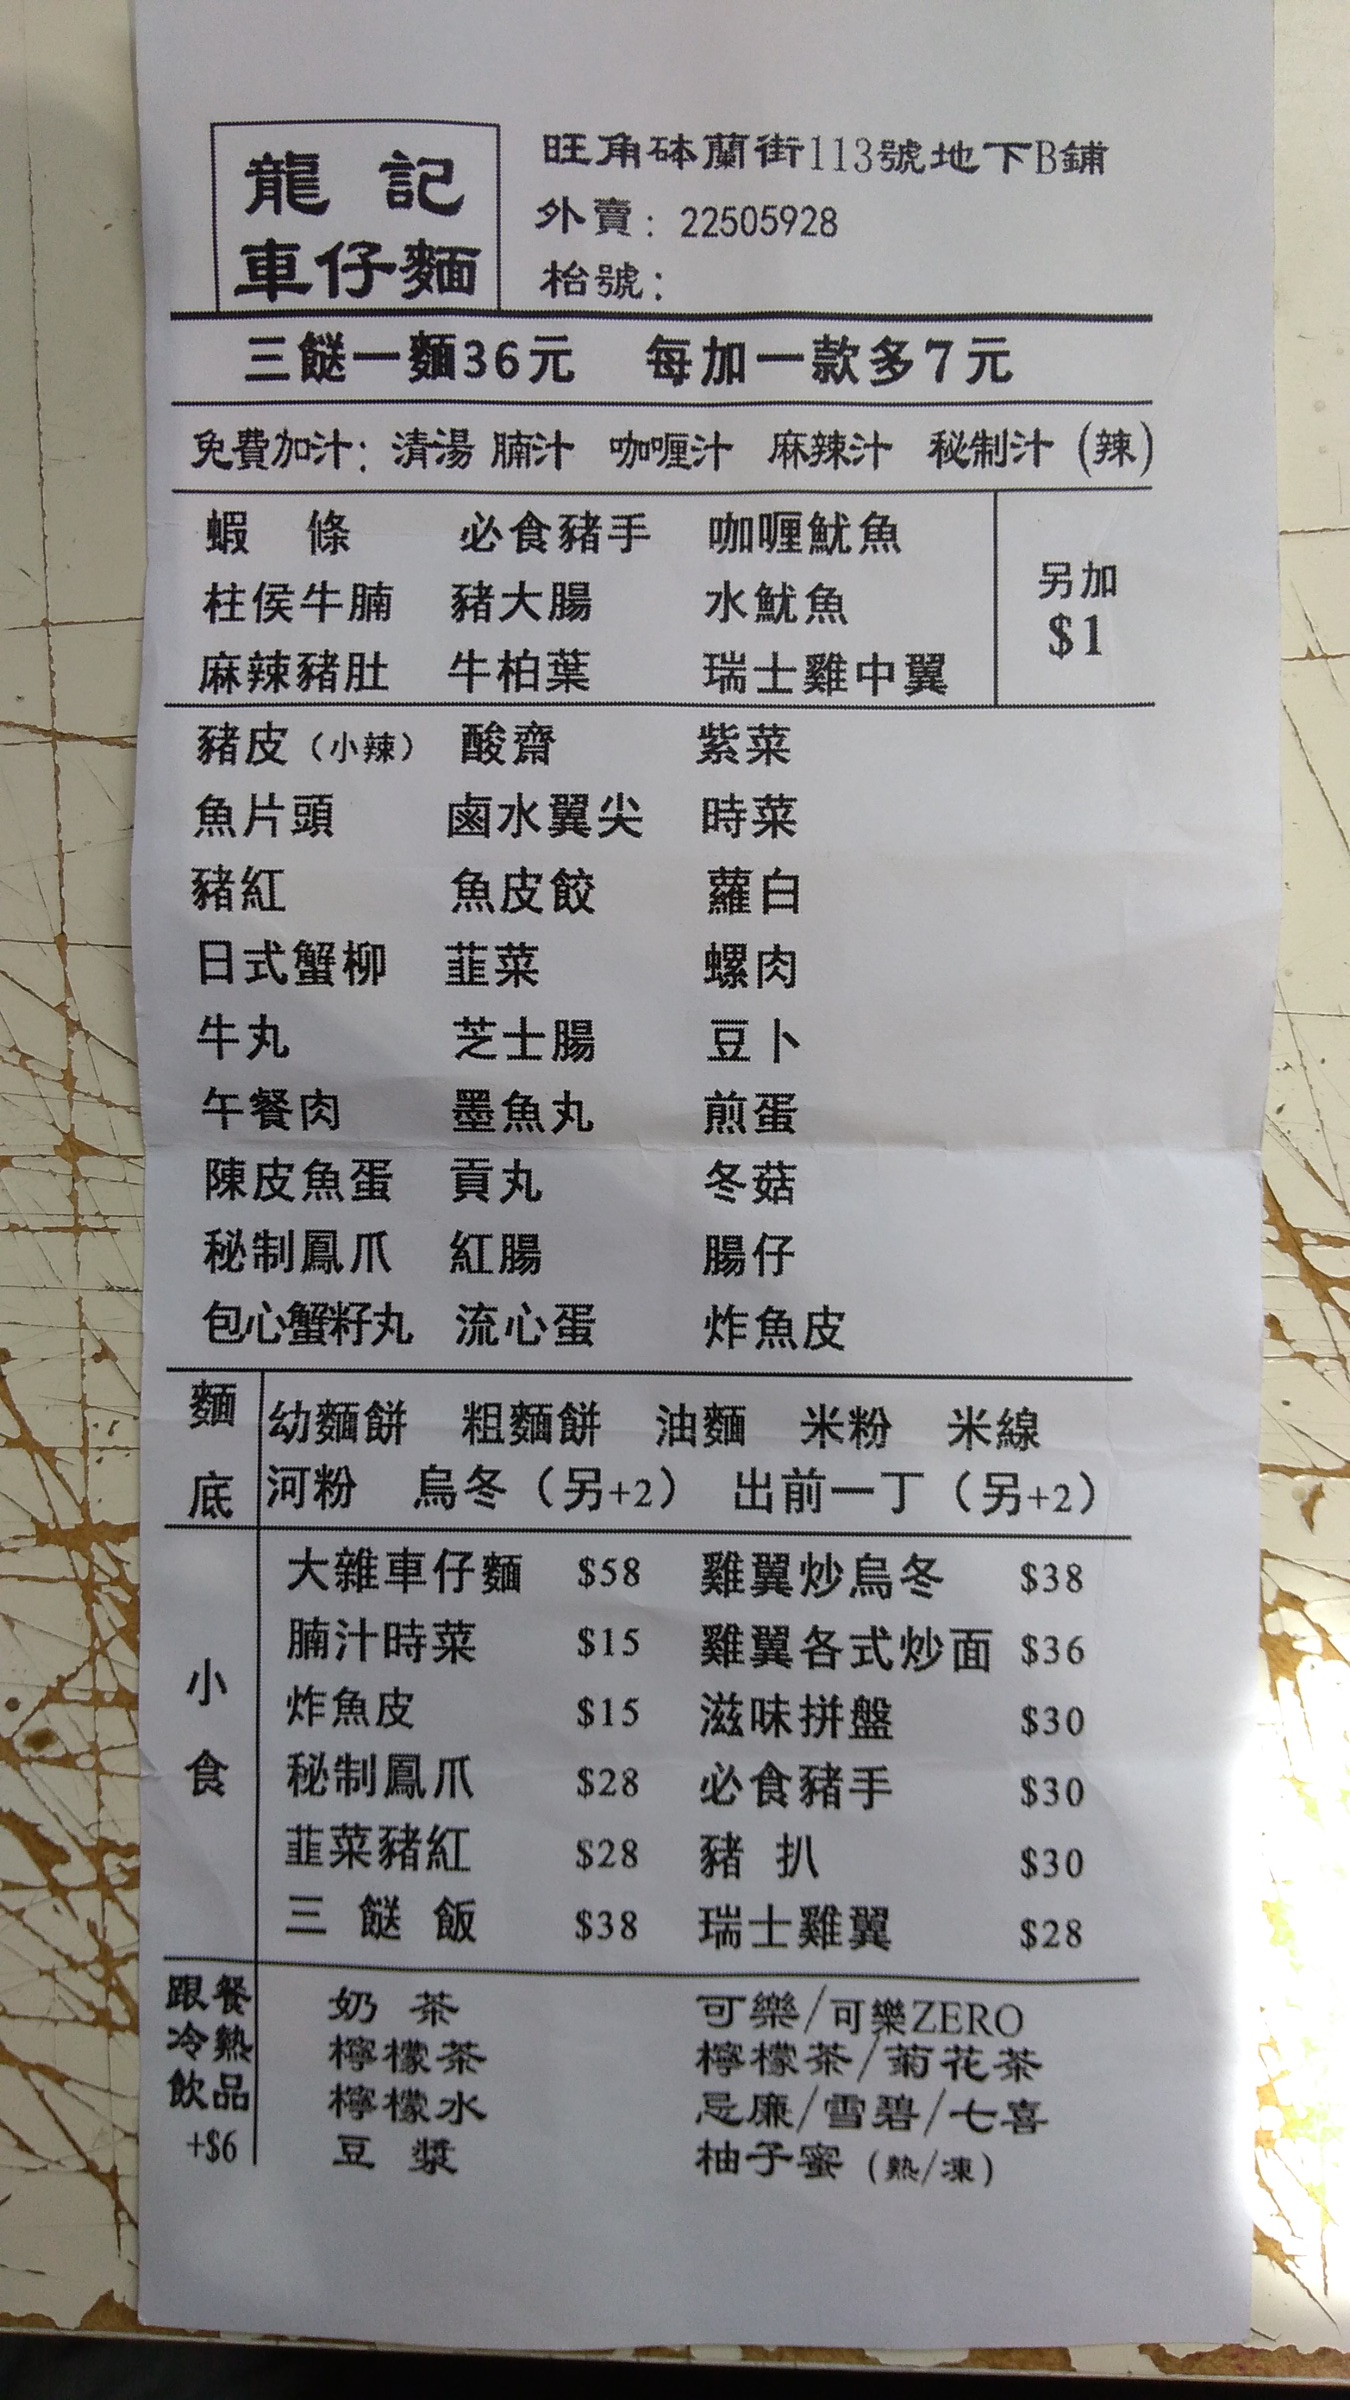 龍 記
車仔麵
旺角砵蘭街113號地下B鋪
外賣: 22505928
枱號:
三餸一麵36元 每加一款多7元
免費加汁: 清湯 腩汁 咖喱汁 麻辣汁 秘制汁 (辣)
蝦 條 必食豬手 咖喱魷魚
柱侯牛腩 豬大腸 水魷魚
麻辣豬肚 牛柏葉 瑞士雞中翼
另加
$1
豬皮（小辣） 酸齋 紫菜
魚片頭 鹵水翼尖 時菜
豬紅 魚皮餃 蘿白
日式蟹柳 韮菜 螺肉
牛丸 芝士腸 豆卜
午餐肉 墨魚丸 煎蛋
陳皮魚蛋 貢丸 冬菇
秘制鳳爪 紅腸 腸仔
包心蟹籽丸 流心蛋 炸魚皮
麵
底
幼麵餅 粗麵餅 油麵 米粉 米線
河粉 烏冬（另+2） 出前一丁（另+2）
小
食
大雜車仔麵 $58 雞翼炒烏冬 $38
腩汁時菜 $15 雞翼各式炒面 $36
炸魚皮 $15 滋味拼盤 $30
秘制鳳爪 $28 必食豬手 $30
韮菜豬紅 $28 豬 扒 $30
三 餸 飯 $38 瑞士雞翼 $28
跟餐
冷熱
飲品
+$6
奶 茶 可樂/可樂ZERO
檸檬茶 檸檬茶/菊花茶
檸檬水 忌廉/雪碧/七喜
豆 漿 柚子蜜（熱/凍）